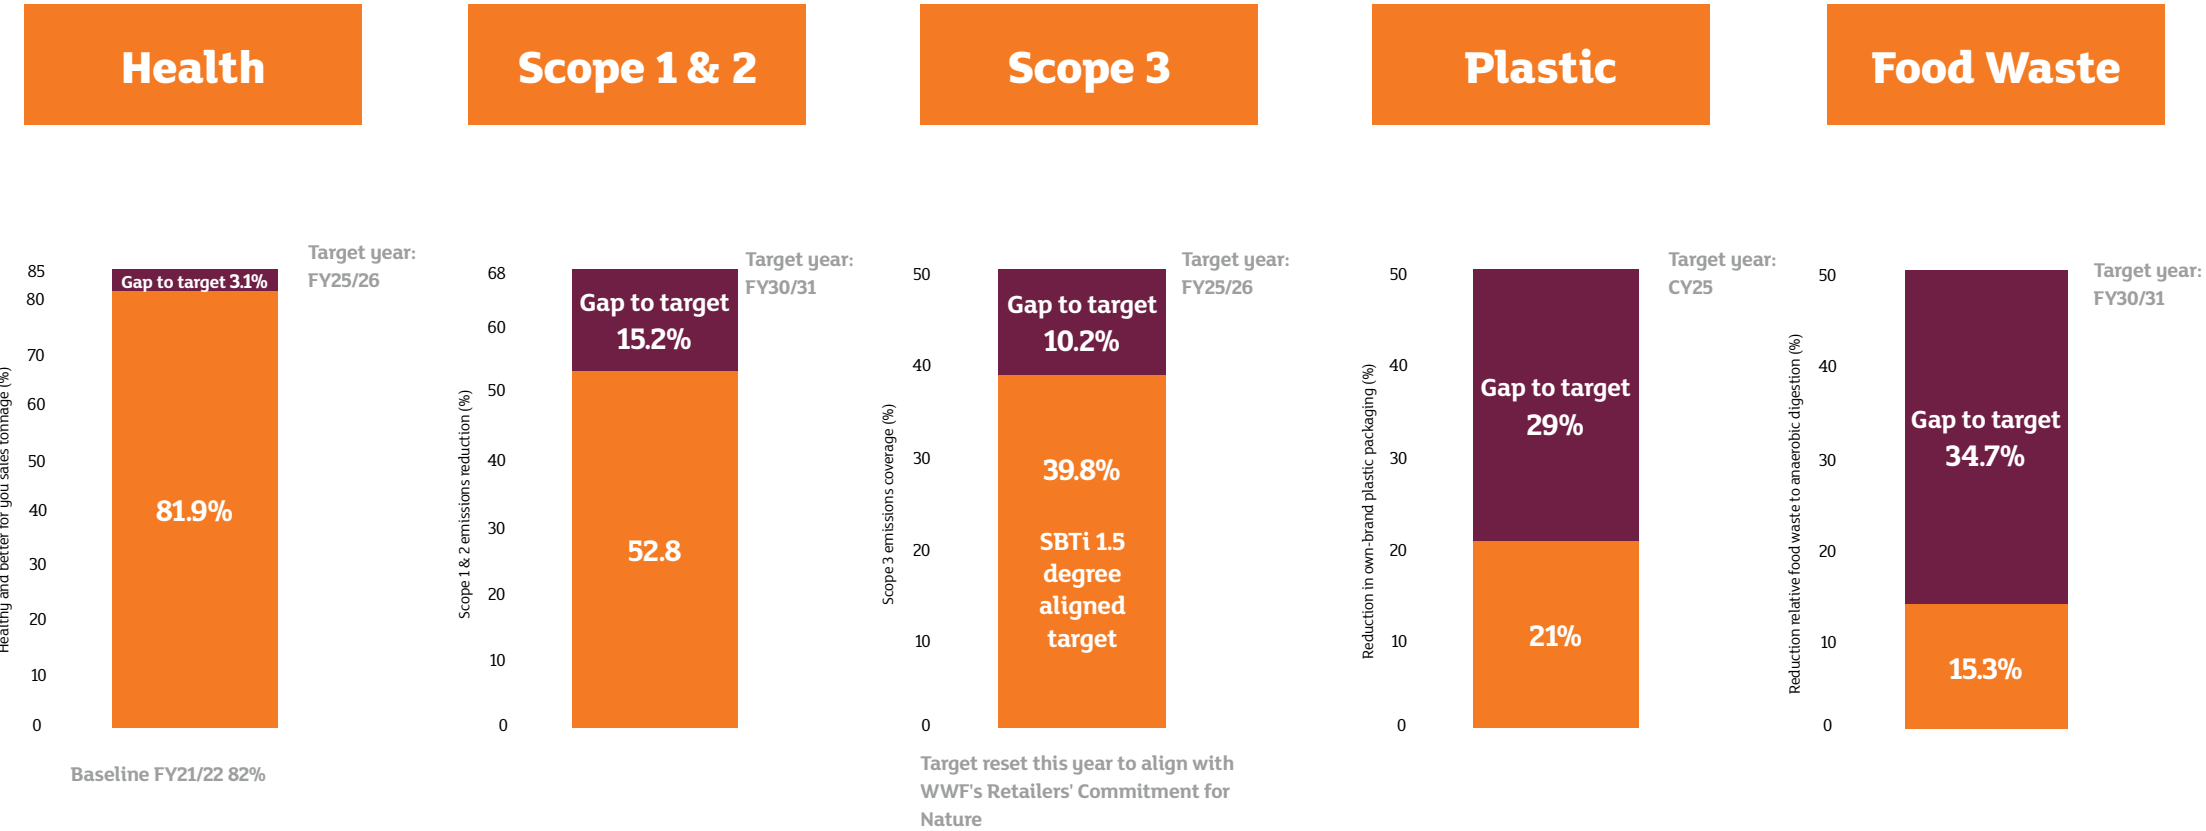 Health
Scope 1 & 2
Scope 3
Plastic
Food Waste
Healthy and better for you sales tonnage (%)
85
80
70
60
50
40
30
20
10
0
Gap to target 3.1%
81.9%
Target year:
FY25/26
Baseline FY21/22 82%
Scope 1 & 2 emissions reduction (%)
68
60
50
40
30
20
10
0
Gap to target
15.2%
52.8
Target year:
FY30/31
Scope 3 emissions coverage (%)
50
40
30
20
10
0
Gap to target
10.2%
39.8%
SBTi 1.5
degree
aligned
target
Target year:
FY25/26
Target reset this year to align with
WWF's Retailers' Commitment for
Nature
Reduction in own-brand plastic packaging (%)
50
40
30
20
10
0
Gap to target
29%
21%
Target year:
CY25
Reduction relative food waste to anaerobic digestion (%)
50
40
30
20
10
0
Gap to target
34.7%
15.3%
Target year:
FY30/31